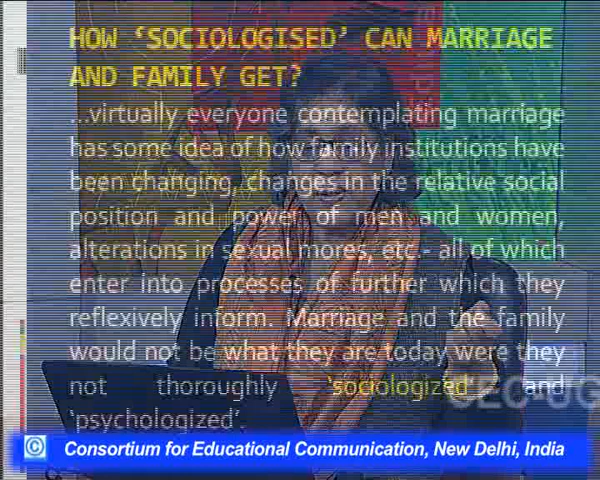 HOW ‘SOCIOLOGISED’ CAN MARRIAGE
AND FAMILY GET?
...virtually everyone contemplating marriage
has some idea of how family institutions have
been changing, changes in the relative social
position and power of men and women,
alterations in sexual mores, etc.- all of which
enter into processes of further which they
reflexively inform. Marriage and the family
would not be what they are today were they
not thoroughly ‘sociologized’ and
‘psychologized’.
CEC-UG
© Consortium for Educational Communication, New Delhi, India